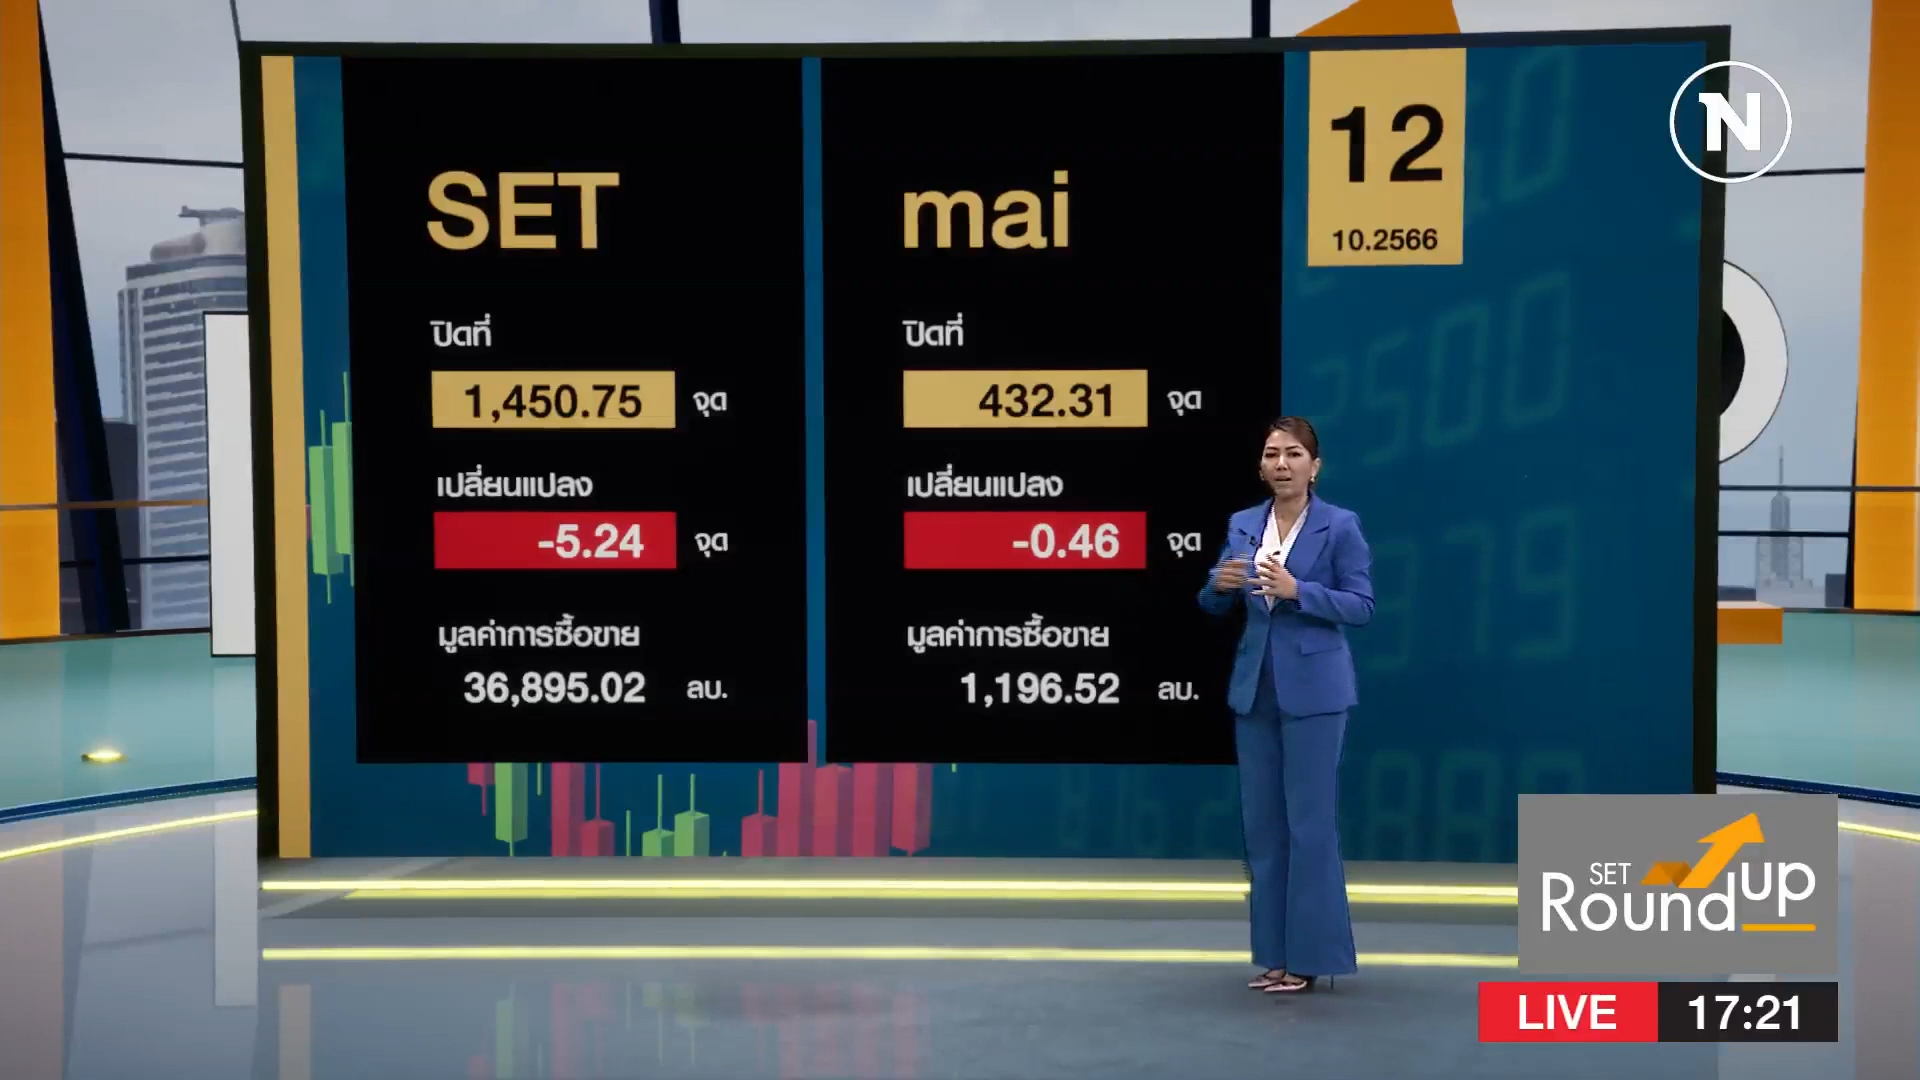 SET
ปิดที่
1,450.75 จุด
เปลี่ยนแปลง
-5.24 จุด
มูลค่าการซื้อขาย
36,895.02 ลบ.
mai
ปิดที่
432.31 จุด
เปลี่ยนแปลง
-0.46 จุด
มูลค่าการซื้อขาย
1,196.52 ลบ.
12
10.2566
N
2500
SET
Roundup
LIVE 17:21